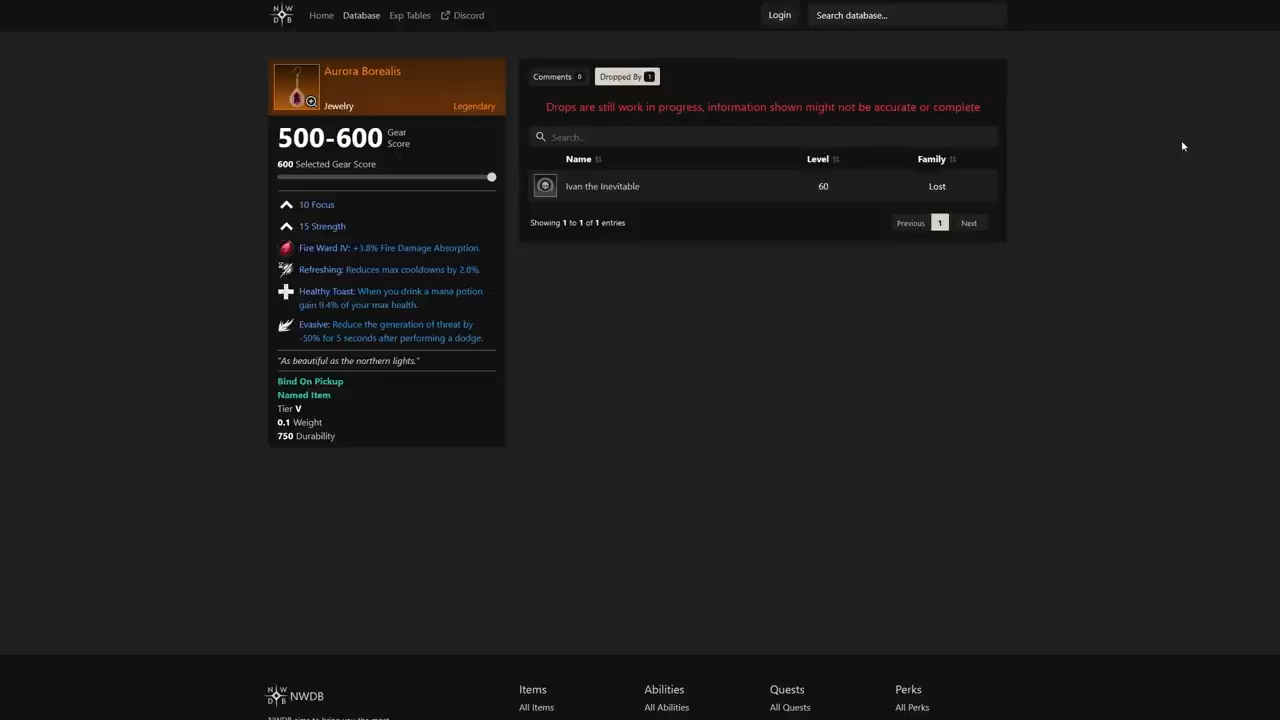 NWDB
Home
Database
Exp Tables
Discord
Login
Search database...
Aurora Borealis
Jewelry
Legendary
500-600 Gear Score
600 Selected Gear Score
10 Focus
15 Strength
Fire Ward IV: +3.8% Fire Damage Absorption.
Refreshing: Reduces max cooldowns by 2.8%.
Healthy Toast: When you drink a mana potion
gain 9.4% of your max health.
Evasive: Reduce the generation of threat by
-50% for 5 seconds after performing a dodge.
"As beautiful as the northern lights."
Bind On Pickup
Named Item
Tier V
0.1 Weight
750 Durability
Comments 0
Dropped By 1
Drops are still work in progress, information shown might not be accurate or complete
Search...
Name
Level
Family
Ivan the Inevitable
60
Lost
Showing 1 to 1 of 1 entries
Previous
1
Next
NWDB
NWDB
Items
All Items
Abilities
All Abilities
Quests
All Quests
Perks
All Perks